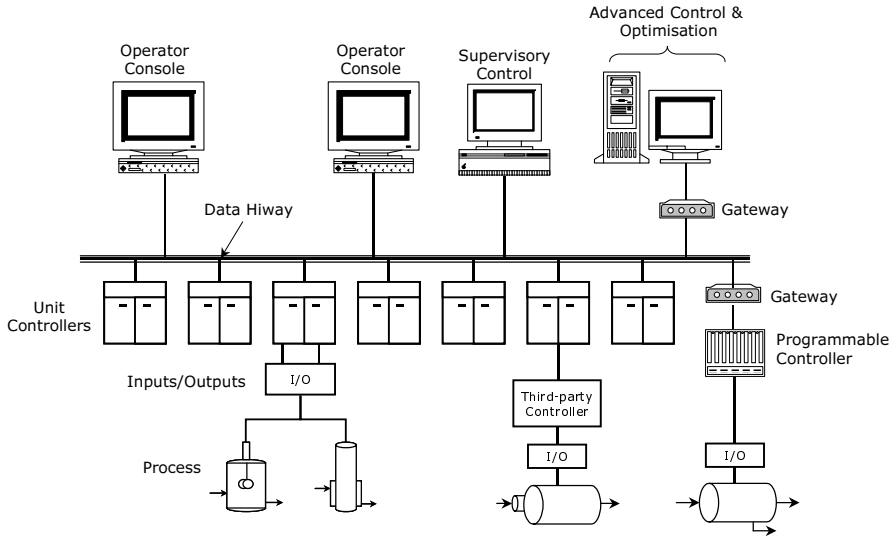 Advanced Control &
Optimisation
Operator
Console
Operator
Console
Supervisory
Control
Data Hiway
Gateway
Unit
Controllers
Gateway
Programmable
Controller
Inputs/Outputs
I/O
Third-party
Controller
I/O
I/O
Process